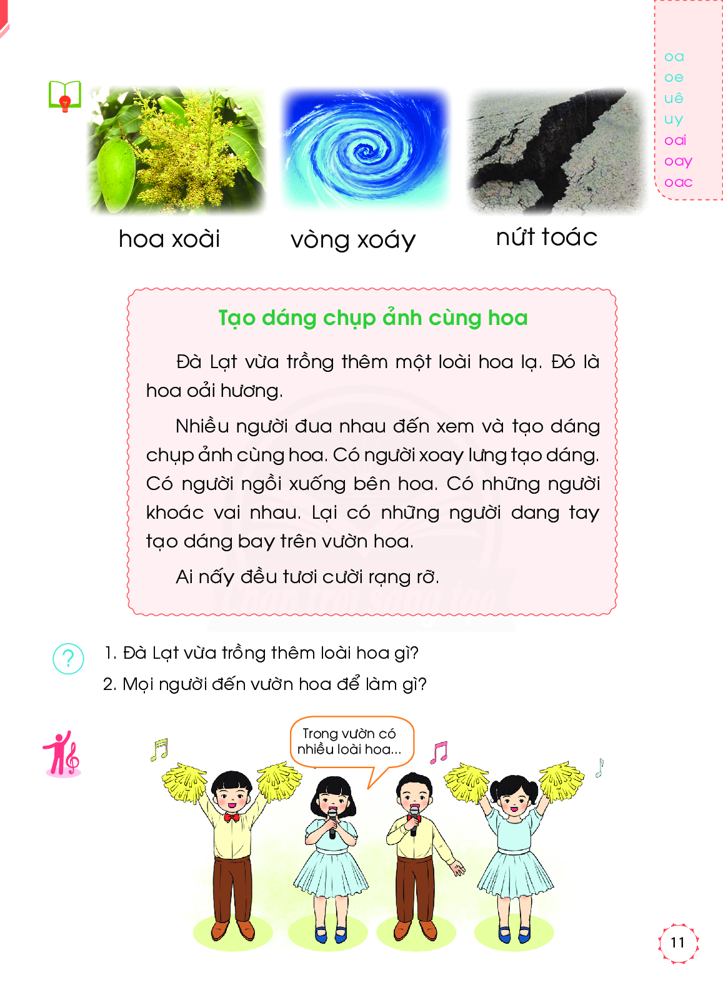 oa
oe
uê
uy
oai
oay
oac
hoa xoài
vòng xoáy
nứt toác
Tạo dáng chụp ảnh cùng hoa
Đà Lạt vừa trồng thêm một loài hoa lạ. Đó là
hoa oải hương.
Nhiều người đua nhau đến xem và tạo dáng
chụp ảnh cùng hoa. Có người xoay lưng tạo dáng.
Có người ngồi xuống bên hoa. Có những người
khoác vai nhau. Lại có những người dang tay
tạo dáng bay trên vườn hoa.
Ai nấy đều tươi cười rạng rỡ.
Chân trời sáng tạo
?
1. Đà Lạt vừa trồng thêm loài hoa gì?
2. Mọi người đến vườn hoa để làm gì?
Trong vườn có
nhiều loài hoa...
11